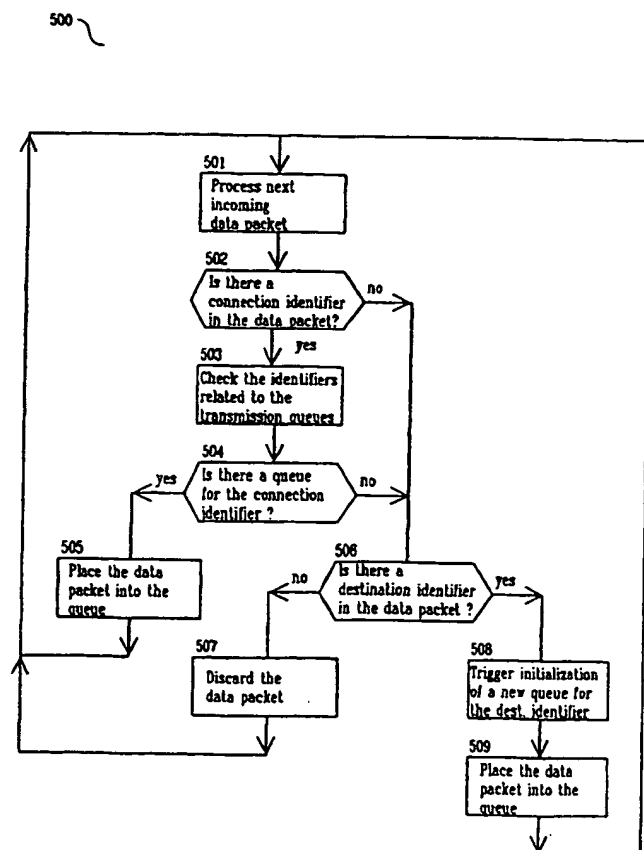 500
501
Process next
incoming
data packet
502
Is there a
connection identifier
in the data packet?
no
yes
503
Check the identifiers
related to the
transmission queues
504
Is there a queue
for the connection
identifier ?
yes
no
505
Place the data
packet into the
queue
506
Is there a
destination identifier
in the data packet ?
no
yes
507
Discard the
data packet
508
Trigger initialization
of a new queue for
the dest. identifier
509
Place the data
packet into the
queue